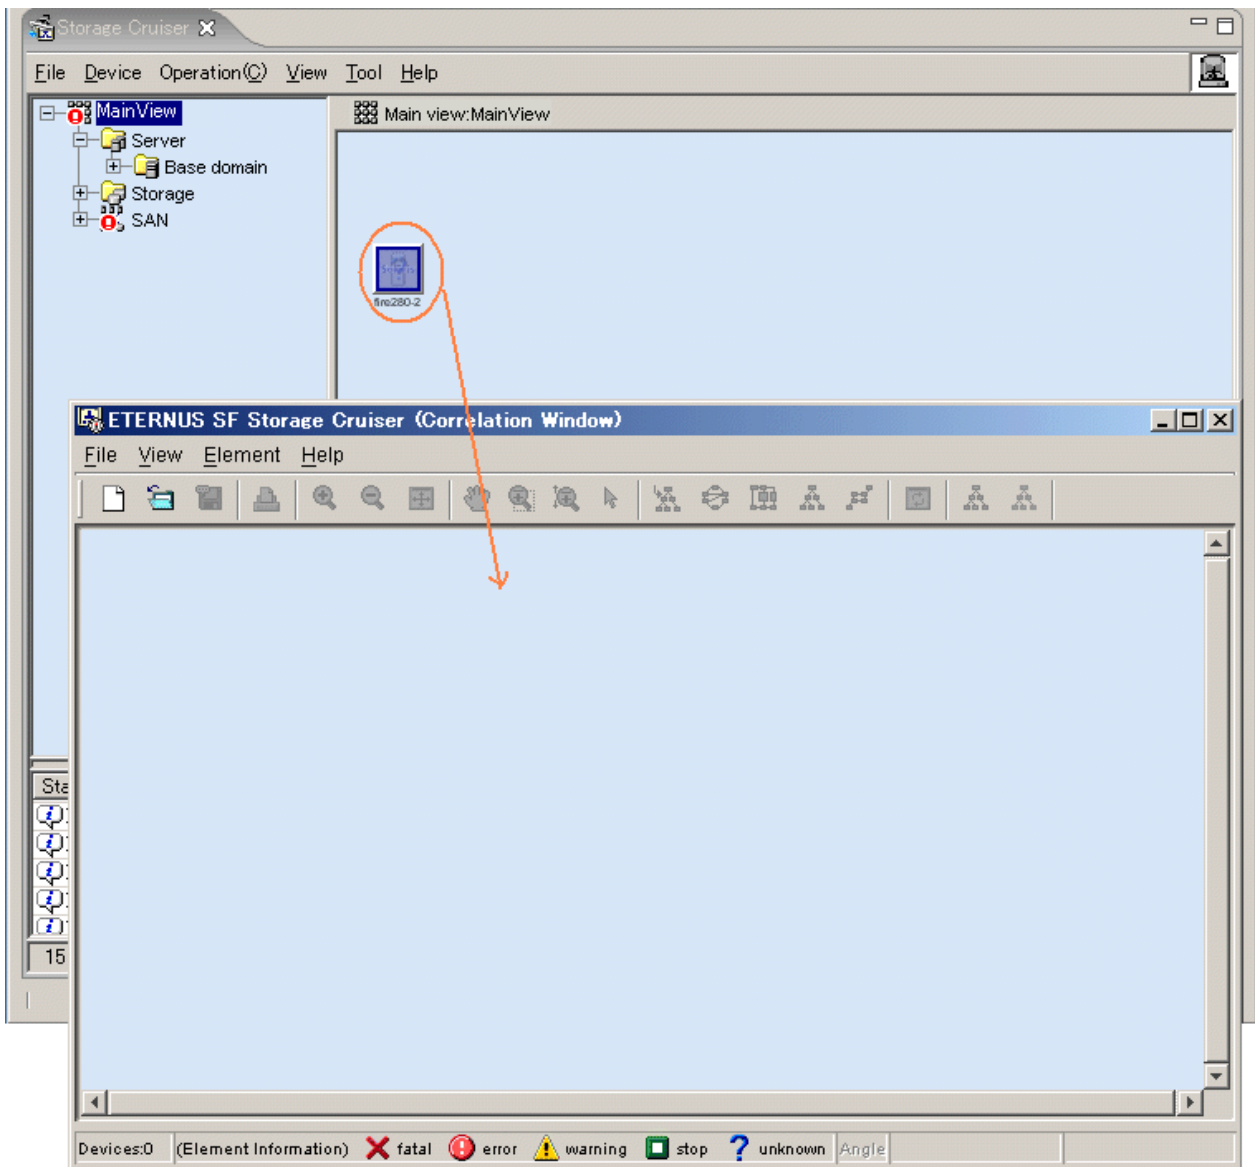 Storage Cruiser
File Device Operation(C) View Tool Help
MainView
Server
Base domain
Storage
SAN
Main view:MainView
fire280-2
ETERNUS SF Storage Cruiser (Correlation Window)
File View Element Help
Sta
15
Devices:0 (Element Information) fatal error warning stop unknown Angle